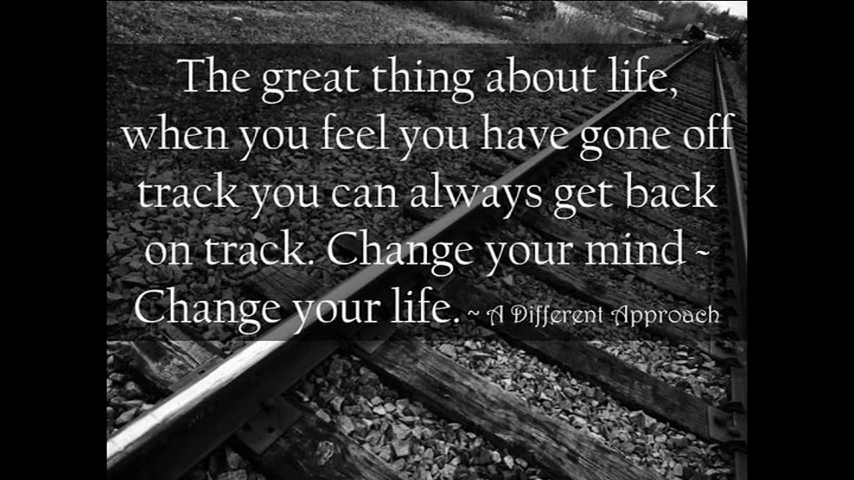 The great thing about life,
when you feel you have gone off
track you can always get back
on track. Change your mind ~
Change your life. ~ A Different Approach